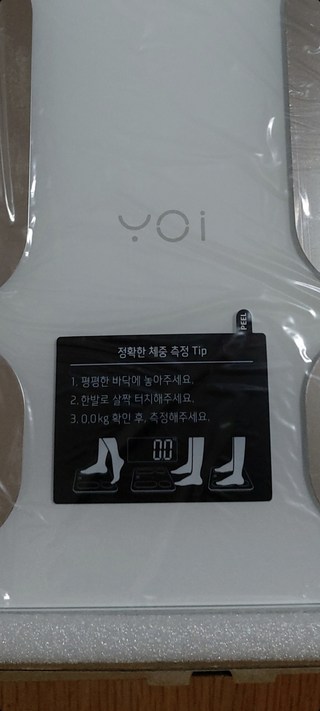 YOi
PEEL
정확한 체중 측정 Tip
1. 평평한 바닥에 놓아주세요.
2. 한발로 살짝 터치해주세요.
3. 0.0kg 확인 후, 측정해주세요.
0.0